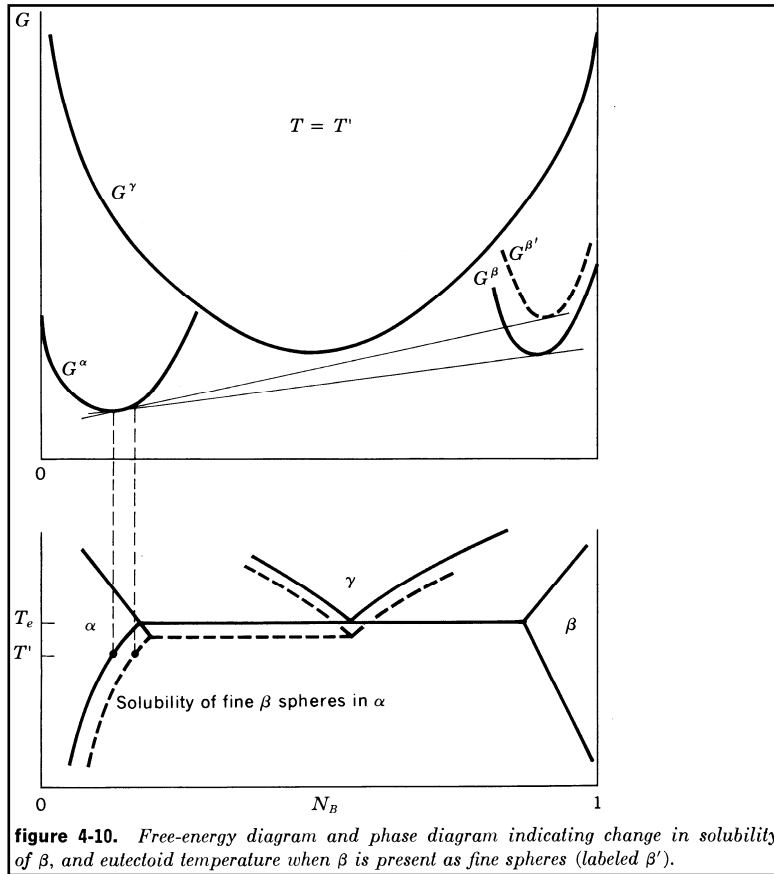 G
T = T'
G^γ
G^β'
G^β
G^α
0
1
γ
T_e
α
β
T'
Solubility of fine β spheres in α
0
N_B
1
figure 4-10. Free-energy diagram and phase diagram indicating change in solubility
of β, and eutectoid temperature when β is present as fine spheres (labeled β').